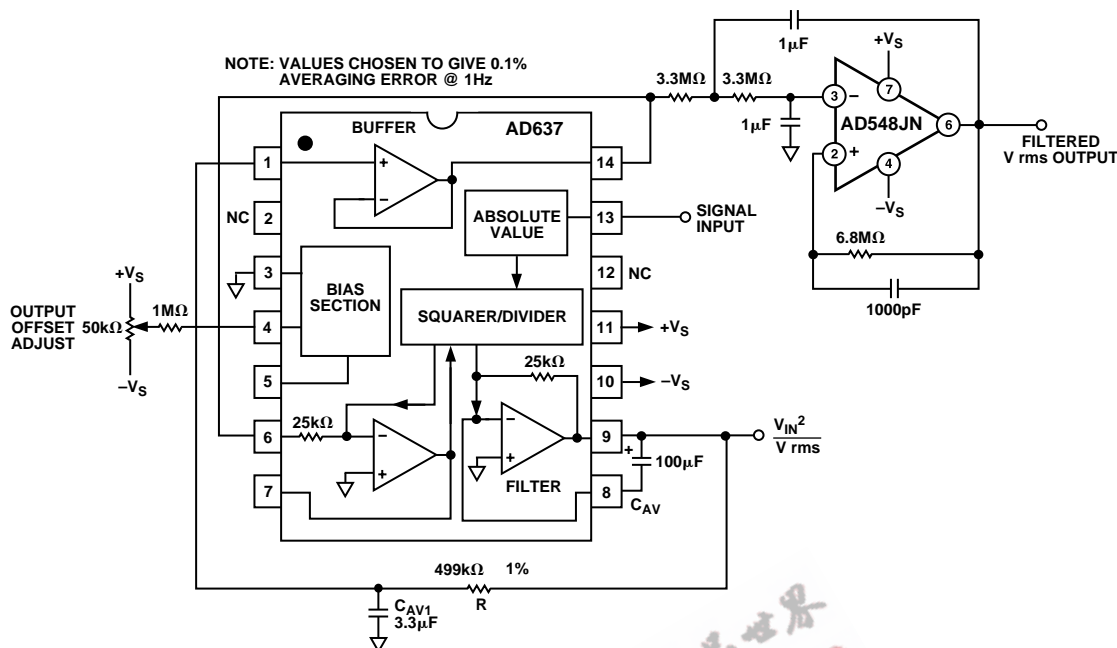 NOTE: VALUES CHOSEN TO GIVE 0.1%
AVERAGING ERROR @ 1Hz
1µF
+VS
3.3MΩ 3.3MΩ
3
−
7
1µF
AD548JN
6
2
+
4
−VS
FILTERED
V rms OUTPUT
6.8MΩ
1000pF
BUFFER
AD637
1
+
−
14
NC
2
ABSOLUTE
VALUE
13
SIGNAL
INPUT
3
12
NC
BIAS
SECTION
SQUARER/DIVIDER
+VS
OUTPUT
OFFSET
ADJUST
50kΩ
1MΩ
−VS
4
11
+VS
5
25kΩ
10
−VS
6
25kΩ
−
+
−
+
FILTER
9
+
100µF
VIN2
V rms
7
8
CAV
499kΩ 1%
R
CAV1
3.3µF